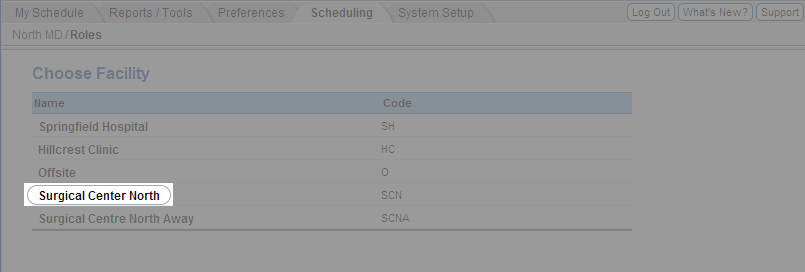 My Schedule Reports / Tools Preferences Scheduling System Setup Log Out What's New? Support
North MD / Roles
Choose Facility
Name Code
Springfield Hospital SH
Hillcrest Clinic HC
Offsite O
Surgical Center North SCN
Surgical Centre North Away SCNA